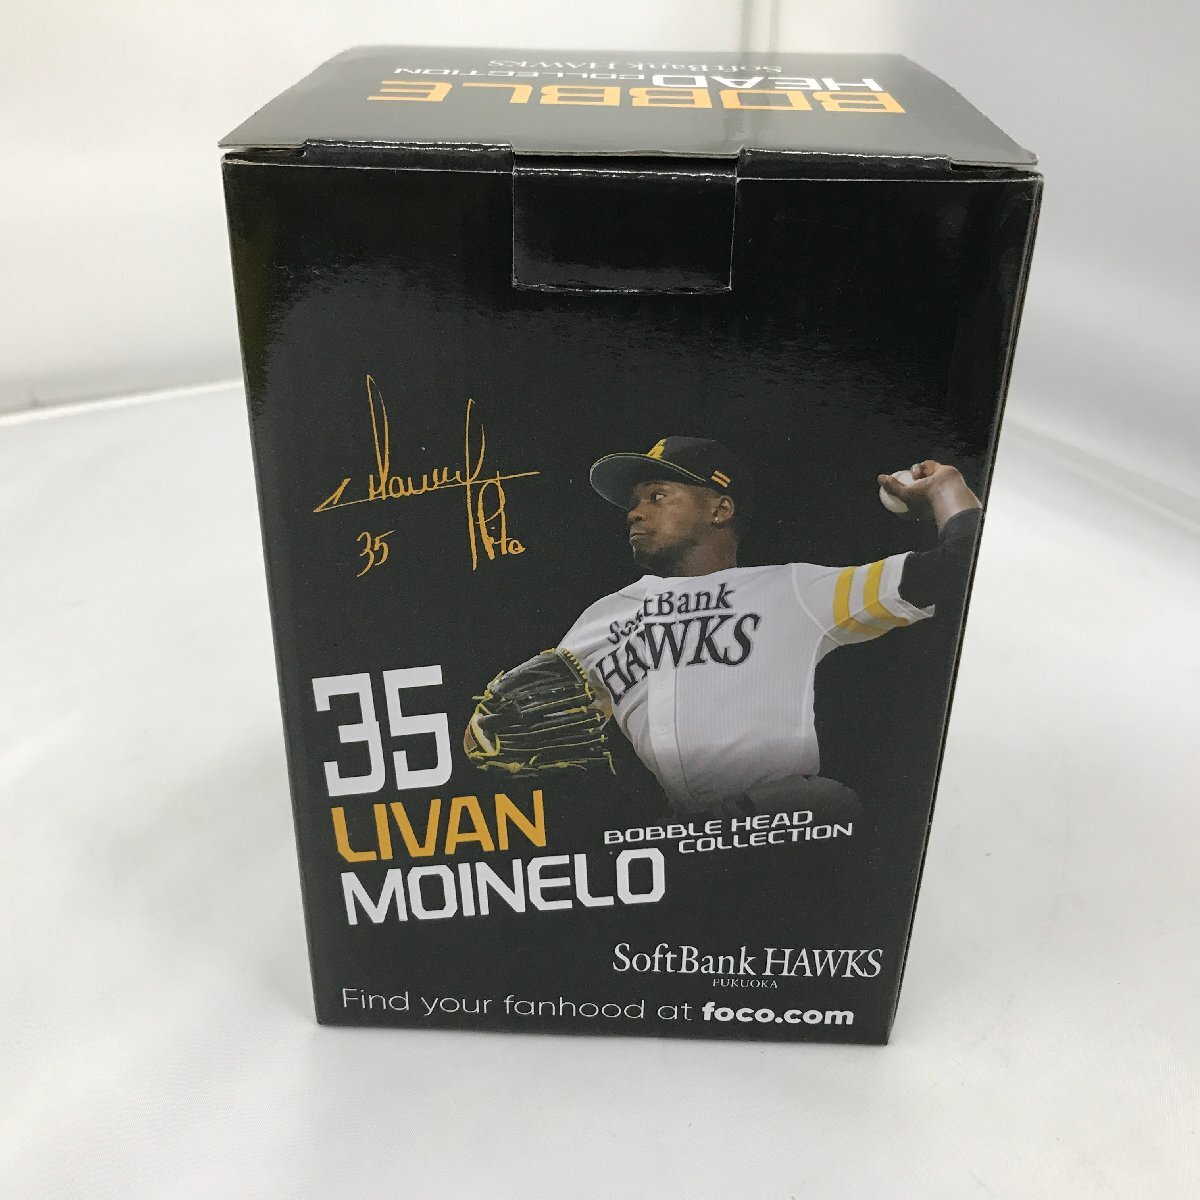 SoftBank HAWKS
BOBBLE
HEAD COLLECTION
35
SoftBank
HAWKS
35
LIVAN
MOINELO
BOBBLE HEAD
COLLECTION
SoftBank HAWKS
FUKUOKA
Find your fanhood at foco.com